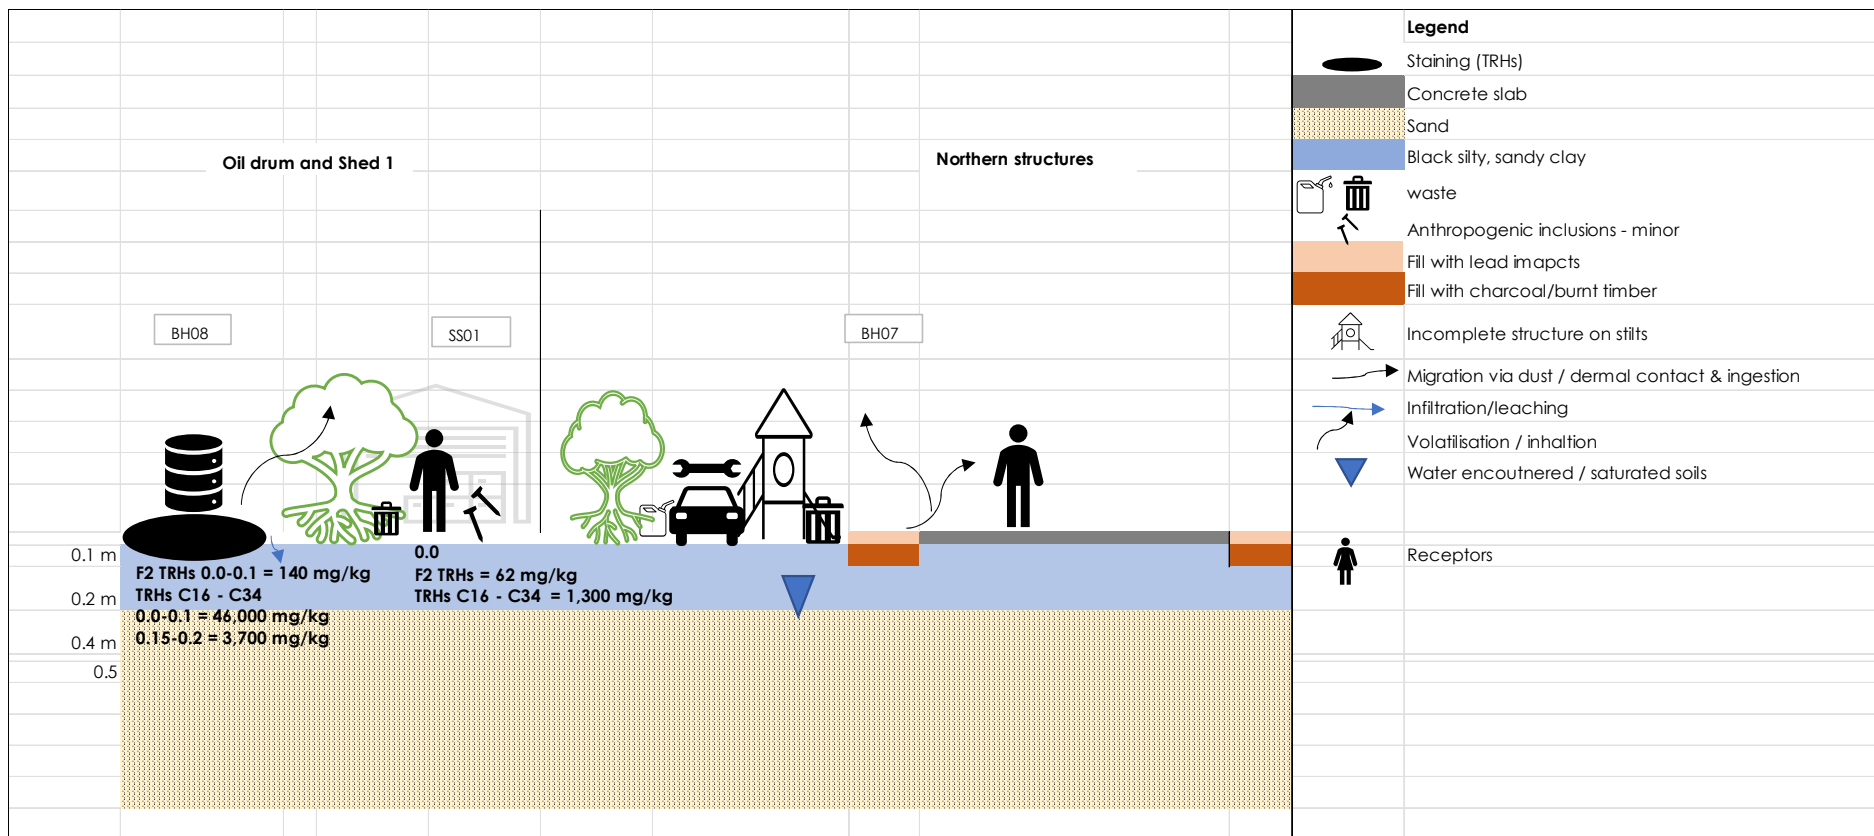 Legend
Staining (TRHs)
Concrete slab
Sand
Black silty, sandy clay
waste
Anthropogenic inclusions - minor
Fill with lead imapcts
Fill with charcoal/burnt timber
Incomplete structure on stilts
Migration via dust / dermal contact & ingestion
Infiltration/leaching
Volatilisation / inhaltion
Water encoutnered / saturated soils
Receptors
Oil drum and Shed 1
Northern structures
BH08
SS01
BH07
0.1 m
0.2 m
0.4 m
0.5
F2 TRHs 0.0-0.1 = 140 mg/kg
TRHs C16 - C34
0.0-0.1 = 46,000 mg/kg
0.15-0.2 = 3,700 mg/kg
0.0
F2 TRHs = 62 mg/kg
TRHs C16 - C34 = 1,300 mg/kg